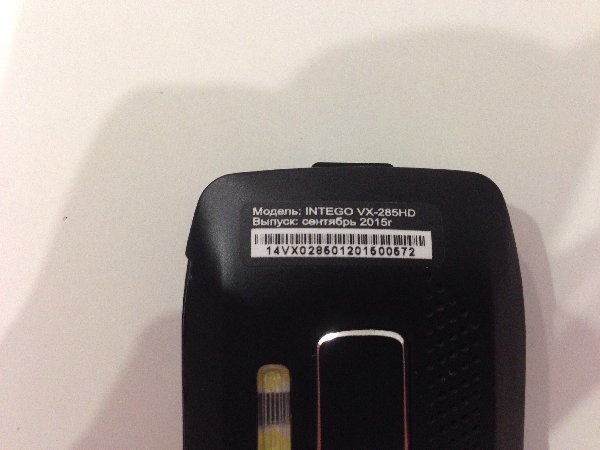 Модель: INTEGO VX-285HD
Выпуск: сентябрь 2015г
14VX028501201500572